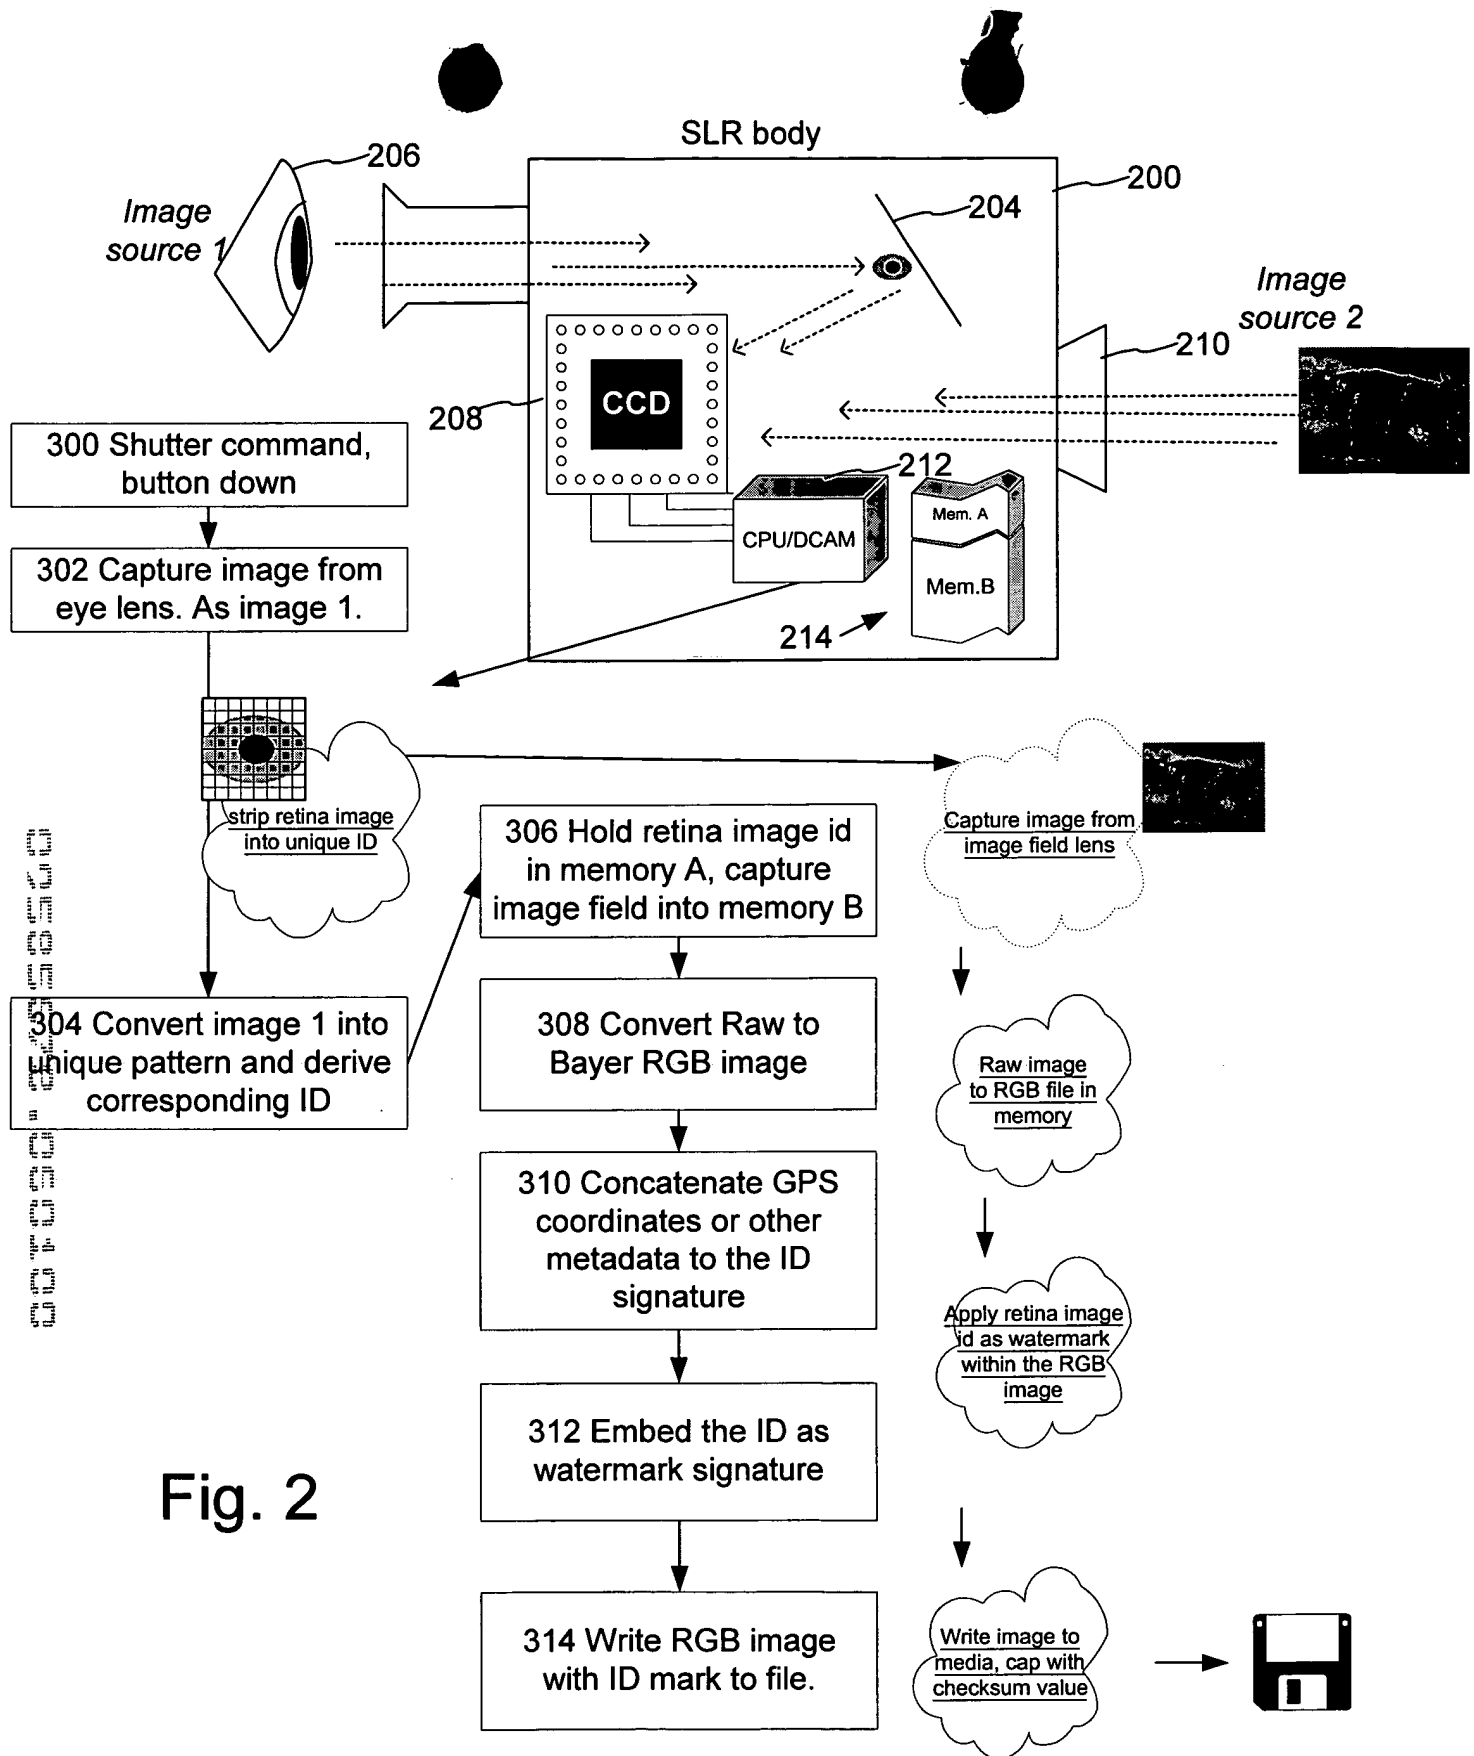 SLR body
206
200
204
Image
source 1
Image
source 2
210
CCD
208
212
Mem. A
CPU/DCAM
Mem.B
214
300 Shutter command,
button down
302 Capture image from
eye lens. As image 1.
strip retina image
into unique ID
304 Convert image 1 into
unique pattern and derive
corresponding ID
306 Hold retina image id
in memory A, capture
image field into memory B
308 Convert Raw to
Bayer RGB image
310 Concatenate GPS
coordinates or other
metadada to the ID
signature
312 Embed the ID as
watermark signature
314 Write RGB image
with ID mark to file.
Capture image from
image field lens
Raw image
to RGB file in
memory
Apply retina image
id as watermark
within the RGB
image
Write image to
media, cap with
checksum value
Fig. 2